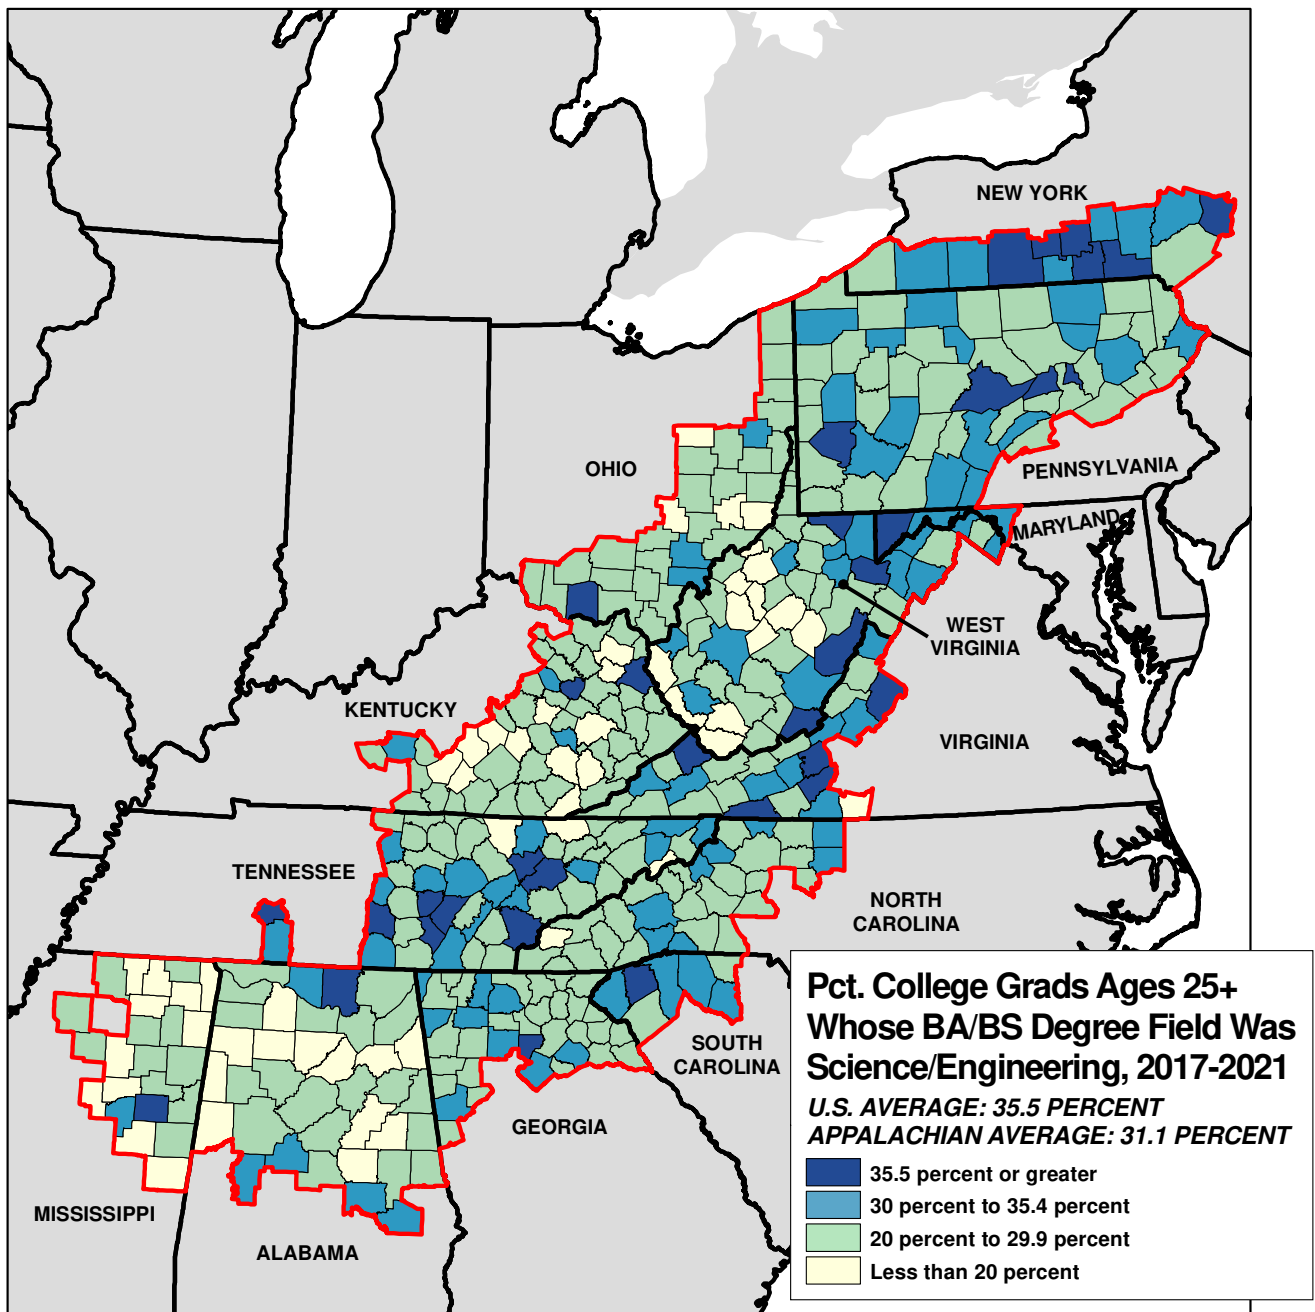 NEW YORK
OHIO
PENNSYLVANIA
MARYLAND
WEST
VIRGINIA
KENTUCKY
VIRGINIA
TENNESSEE
NORTH
CAROLINA
SOUTH
CAROLINA
GEORGIA
MISSISSIPPI
ALABAMA
Pct. College Grads Ages 25+
Whose BA/BS Degree Field Was
Science/Engineering, 2017-2021
U.S. AVERAGE: 35.5 PERCENT
APPALACHIAN AVERAGE: 31.1 PERCENT
35.5 percent or greater
30 percent to 35.4 percent
20 percent to 29.9 percent
Less than 20 percent